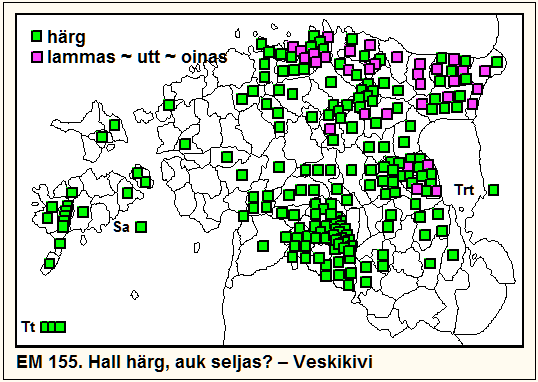 härg
lammas ~ utt ~ oinas
Trt
Sa
Tt
EM 155. Hall härg, auk seljas? – Veskikivi